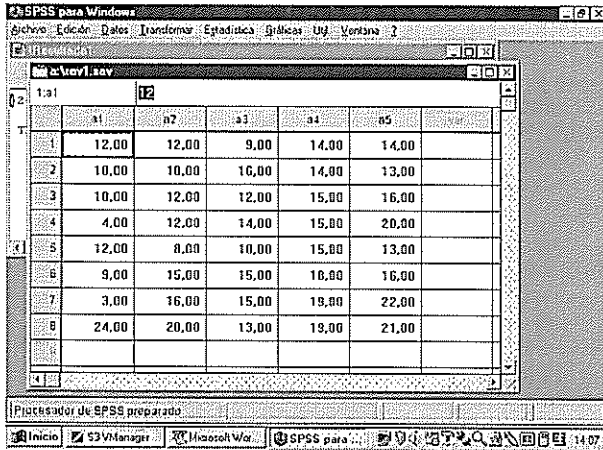 SPSS para Windows
Archivo Edición Datos Transformar Estadística Gráficas Util Ventana ?
a:\rav1.sav
1:a1 12
a1 a2 a3 a4 a5 var
1 12,00 12,00 9,00 14,00 14,00
2 10,00 10,00 16,00 14,00 13,00
3 10,00 12,00 12,00 15,00 16,00
4 4,00 12,00 14,00 15,00 20,00
5 12,00 8,00 10,00 15,00 13,00
6 9,00 15,00 15,00 18,00 16,00
7 3,00 16,00 15,00 19,00 22,00
8 24,00 20,00 13,00 19,00 21,00
Procesador de SPSS preparado
Inicio S3 VManager Microsoft Wor... SPSS para ... 14:07